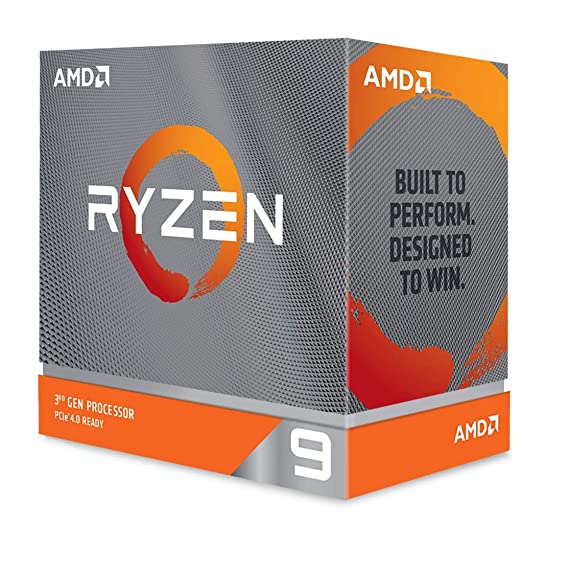 AMD
RYZEN
3RD GEN PROCESSOR
PCIe® 4.0 READY
9
AMD
BUILT TO
PERFORM.
DESIGNED
TO WIN.
AMD